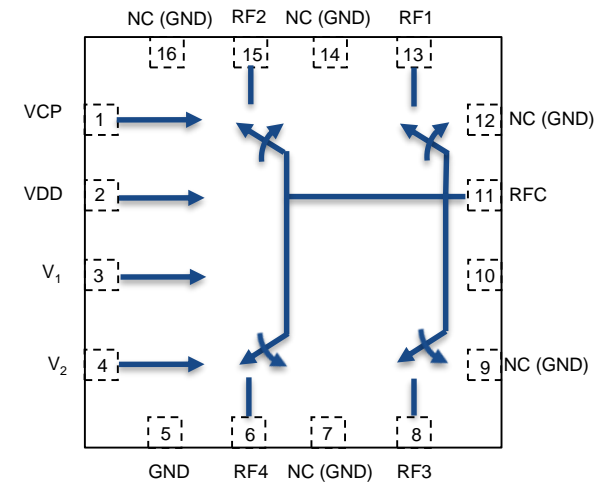 NC (GND) RF2 NC (GND) RF1
16 15 14 13
VCP 1 12 NC (GND)
VDD 2 11 RFC
V₁ 3 10
V₂ 4 9 NC (GND)
5 6 7 8
GND RF4 NC (GND) RF3